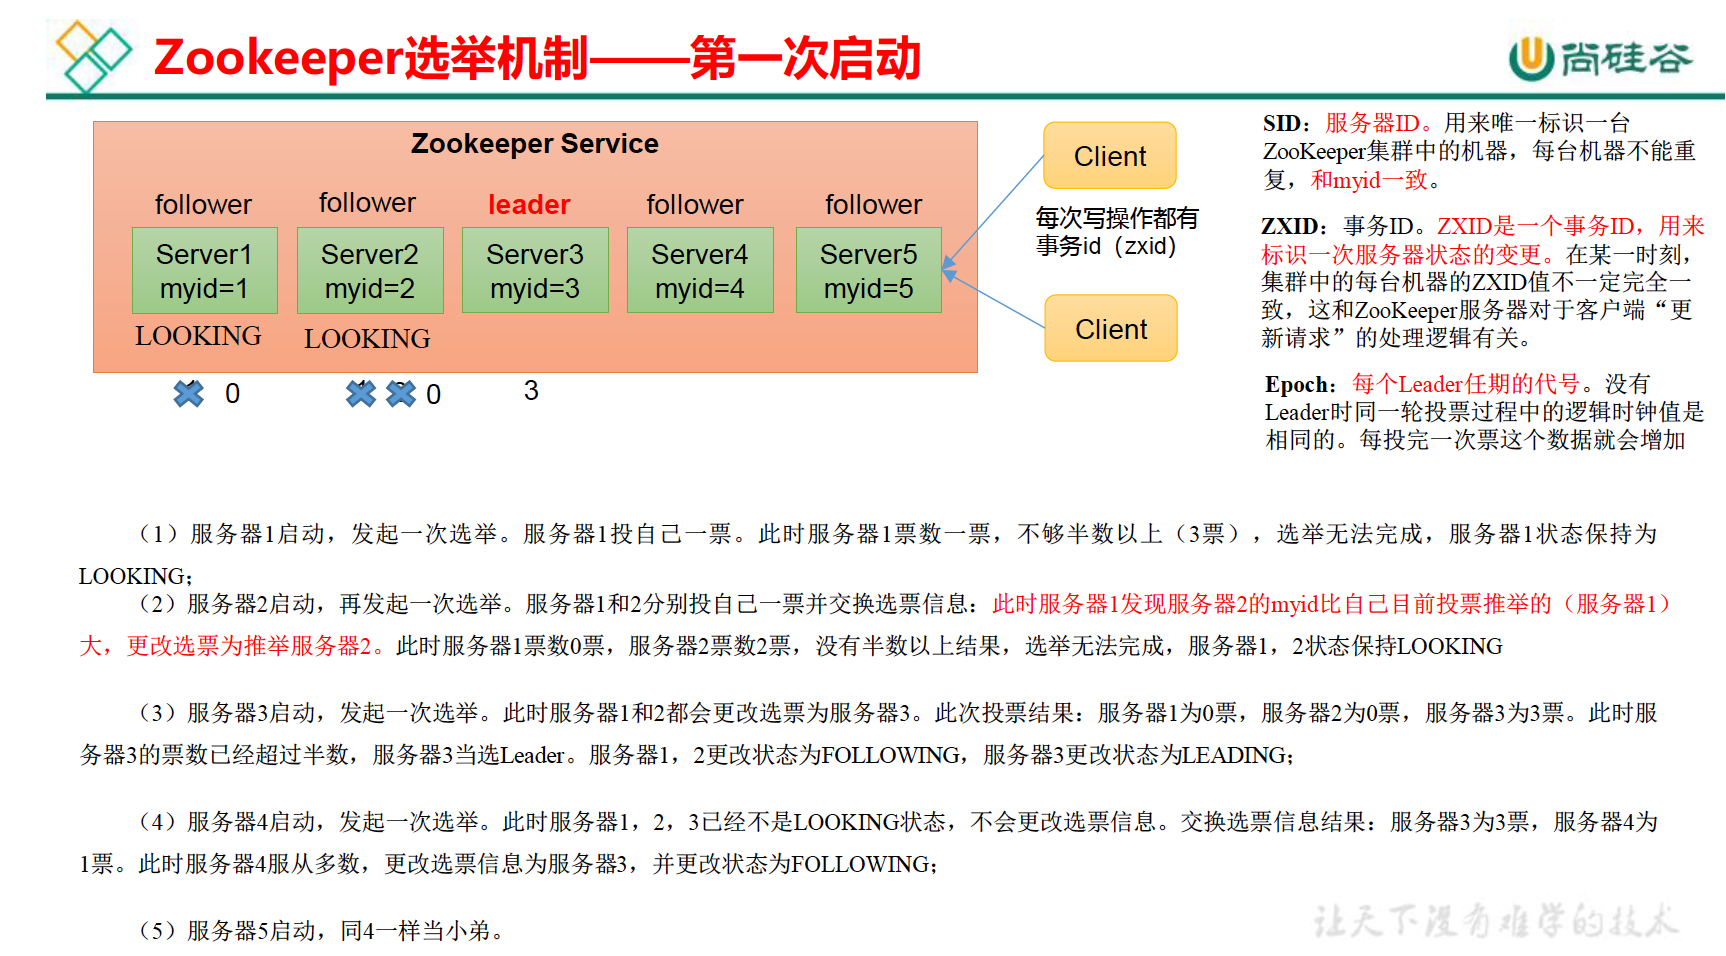 Zookeeper选举机制——第一次启动
尚硅谷
Zookeeper Service
follower
follower
leader
follower
follower
Server1
myid=1
Server2
myid=2
Server3
myid=3
Server4
myid=4
Server5
myid=5
LOOKING
LOOKING
0
0
3
Client
每次写操作都有
事务id（zxid）
Client
SID：服务器ID。用来唯一标识一台
ZooKeeper集群中的机器，每台机器不能重
复，和myid一致。
ZXID：事务ID。ZXID是一个事务ID，用来
标识一次服务器状态的变更。在某一时刻，
集群中的每台机器的ZXID值不一定完全一
致，这和ZooKeeper服务器对于客户端“更
新请求”的处理逻辑有关。
Epoch：每个Leader任期的代号。没有
Leader时同一轮投票过程中的逻辑时钟值是
相同的。每投完一次票这个数据就会增加
（1）服务器1启动，发起一次选举。服务器1投自己一票。此时服务器1票数一票，不够半数以上（3票），选举无法完成，服务器1状态保持为
LOOKING；
（2）服务器2启动，再发起一次选举。服务器1和2分别投自己一票并交换选票信息：此时服务器1发现服务器2的myid比自己目前投票推举的（服务器1）
大，更改选票为推举服务器2。此时服务器1票数0票，服务器2票数2票，没有半数以上结果，选举无法完成，服务器1，2状态保持LOOKING
（3）服务器3启动，发起一次选举。此时服务器1和2都会更改选票为服务器3。此次投票结果：服务器1为0票，服务器2为0票，服务器3为3票。此时服
务器3的票数已经超过半数，服务器3当选Leader。服务器1，2更改状态为FOLLOWING，服务器3更改状态为LEADING；
（4）服务器4启动，发起一次选举。此时服务器1，2，3已经不是LOOKING状态，不会更改选票信息。交换选票信息结果：服务器3为3票，服务器4为
1票。此时服务器4服从多数，更改选票信息为服务器3，并更改状态为FOLLOWING；
（5）服务器5启动，同4一样当小弟。
让天下没有难学的技术